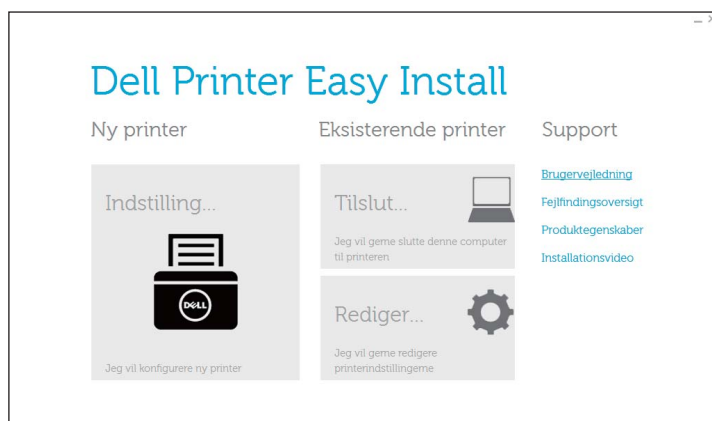 Dell Printer Easy Install
Ny printer
Eksisterende printer
Support
Indstilling...
DELL
Jeg vil konfigurere ny printer
Tilslut...
Jeg vil gerne slutte denne computer
til printeren
Rediger...
Jeg vil gerne redigere
printerindstillingerne
Brugervejledning
Fejlfindingsoversigt
Produktegenskaber
Installationsvideo